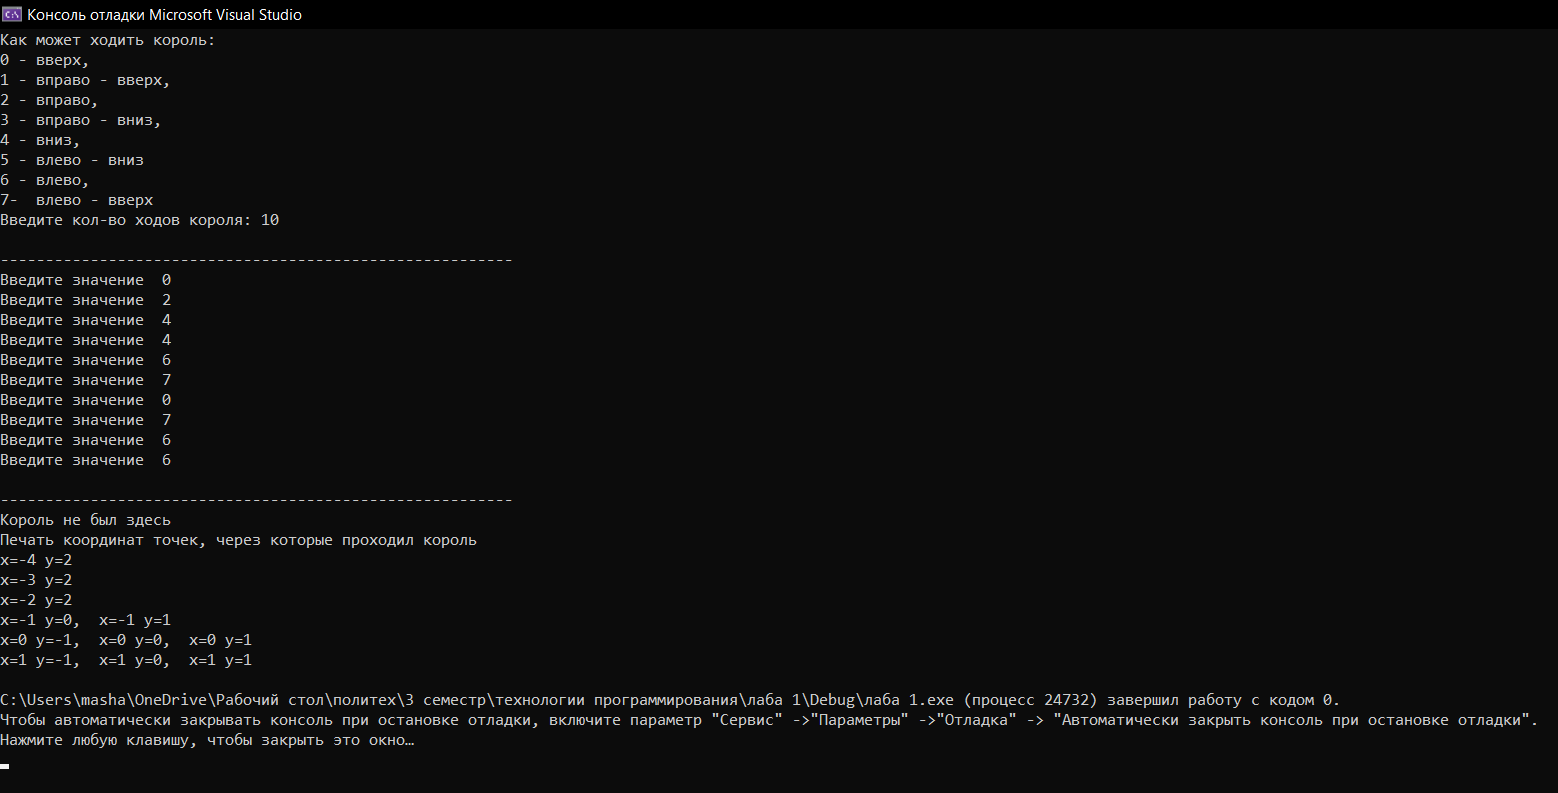 Консоль отладки Microsoft Visual Studio
Как может ходить король:
0 - вверх,
1 - вправо - вверх,
2 - вправо,
3 - вправо - вниз,
4 - вниз,
5 - влево - вниз
6 - влево,
7-  влево - вверх
Введите кол-во ходов короля: 10
---------------------------------------------------------
Введите значение  0
Введите значение  2
Введите значение  4
Введите значение  4
Введите значение  6
Введите значение  7
Введите значение  0
Введите значение  7
Введите значение  6
Введите значение  6
---------------------------------------------------------
Король не был здесь
Печать координат точек, через которые проходил король
x=-4 y=2
x=-3 y=2
x=-2 y=2
x=-1 y=0,  x=-1 y=1
x=0 y=-1,  x=0 y=0,  x=0 y=1
x=1 y=-1,  x=1 y=0,  x=1 y=1
C:\Users\masha\OneDrive\Рабочий стол\политех\3 семестр\технологии программирования\лаба 1\Debug\лаба 1.exe (процесс 24732) завершил работу с кодом 0.
Чтобы автоматически закрывать консоль при остановке отладки, включите параметр "Сервис" ->"Параметры" ->"Отладка" -> "Автоматически закрыть консоль при остановке отладки".
Нажмите любую клавишу, чтобы закрыть это окно…